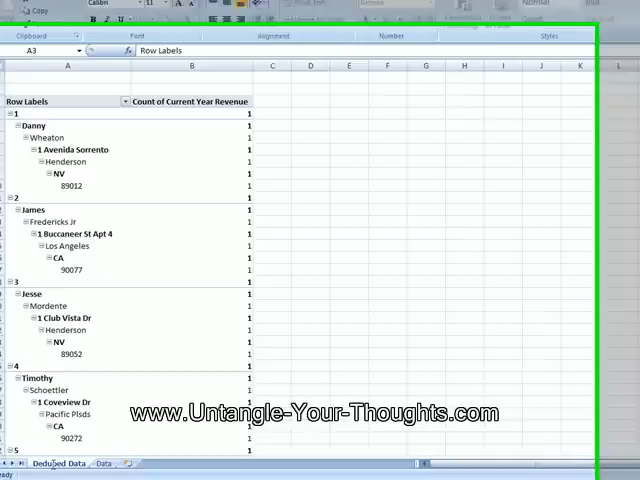 Copy
Calibri
11
Normal
Clipboard Font Alignment Number Styles
A3 fx Row Labels
A B C D E F G H I J K L
Row Labels Count of Current Year Revenue
1 1
Danny 1
Wheaton 1
1 Avenida Sorrento 1
Henderson 1
NV 1
89012 1
2 1
James 1
Fredericks Jr 1
1 Buccaneer St Apt 4 1
Los Angeles 1
CA 1
90077 1
3 1
Jesse 1
Mordente 1
1 Club Vista Dr 1
Henderson 1
NV 1
89052 1
4 1
Timothy 1
Schoettler 1
1 Coveview Dr 1
Pacific Plsds 1
CA 1
90272 1
5 1
www.Untangle-Your-Thoughts.com
Deduped Data Data
eady